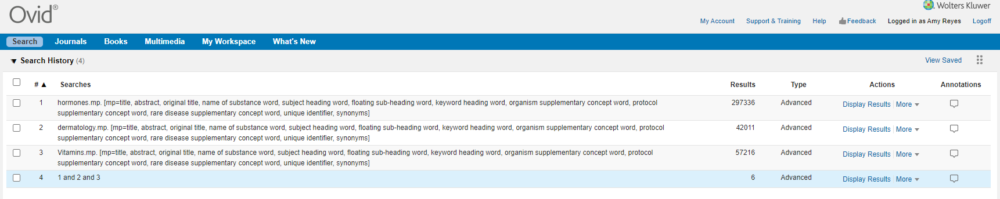 Ovid®
Wolters Kluwer
My Account Support & Training Help Feedback Logged in as Amy Reyes Logoff
Search Journals Books Multimedia My Workspace What's New
▼ Search History (4) View Saved
# ▲ Searches Results Type Actions Annotations
1 hormones.mp. [mp=title, abstract, original title, name of substance word, subject heading word, floating sub-heading word, keyword heading word, organism supplementary concept word, protocol 297336 Advanced Display Results More
supplementary concept word, rare disease supplementary concept word, unique identifier, synonyms]
2 dermatology.mp. [mp=title, abstract, original title, name of substance word, subject heading word, floating sub-heading word, keyword heading word, organism supplementary concept word, protocol 42011 Advanced Display Results More
supplementary concept word, rare disease supplementary concept word, unique identifier, synonyms]
3 Vitamins.mp. [mp=title, abstract, original title, name of substance word, subject heading word, floating sub-heading word, keyword heading word, organism supplementary concept word, protocol 57216 Advanced Display Results More
supplementary concept word, rare disease supplementary concept word, unique identifier, synonyms]
4 1 and 2 and 3 6 Advanced Display Results More